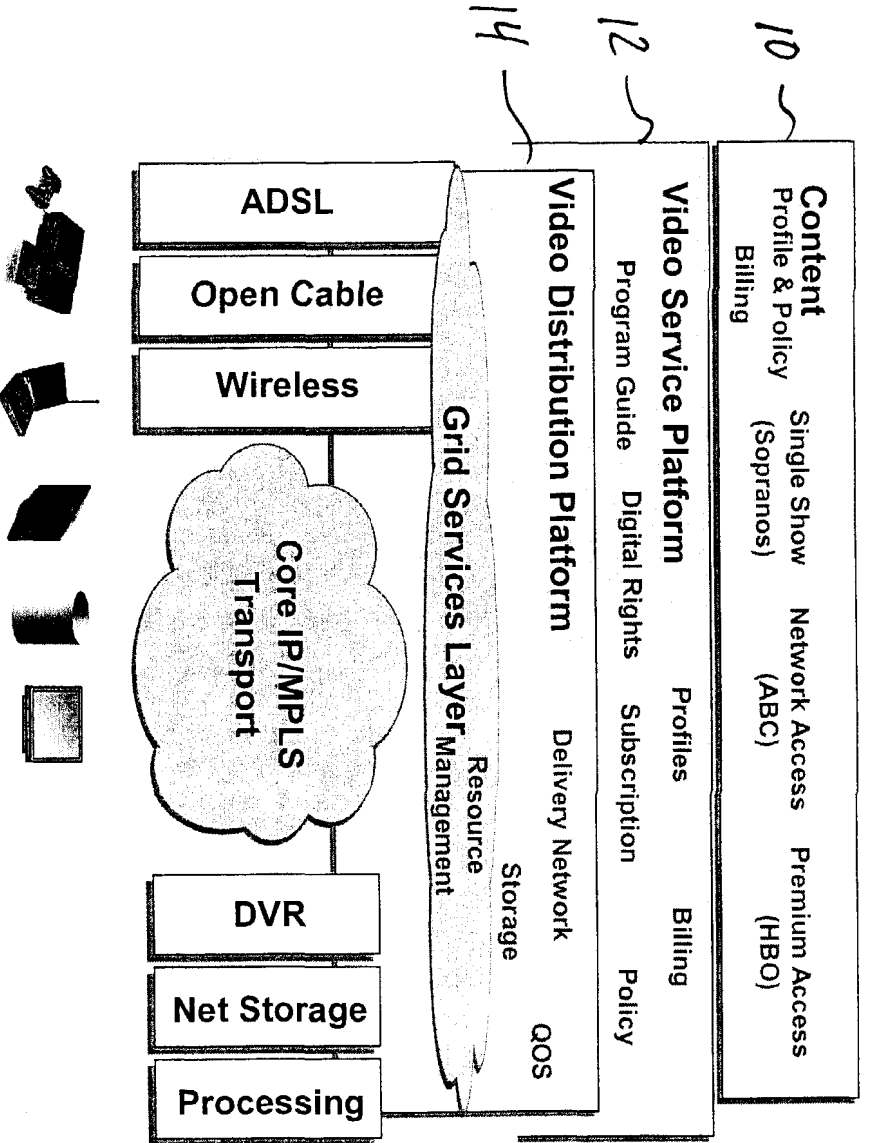 10
Content
Profile & Policy
Billing
Single Show
(Sopranos)
Network Access
(ABC)
Premium Access
(HBO)
12
Video Service Platform
Profiles
Billing
Program Guide
Digital Rights
Subscription
Policy
14
Video Distribution Platform
Delivery Network
QOS
Storage
Grid Services Layer
Resource
Management
ADSL
Open Cable
Wireless
Core IP/MPLS
Transport
DVR
Net Storage
Processing